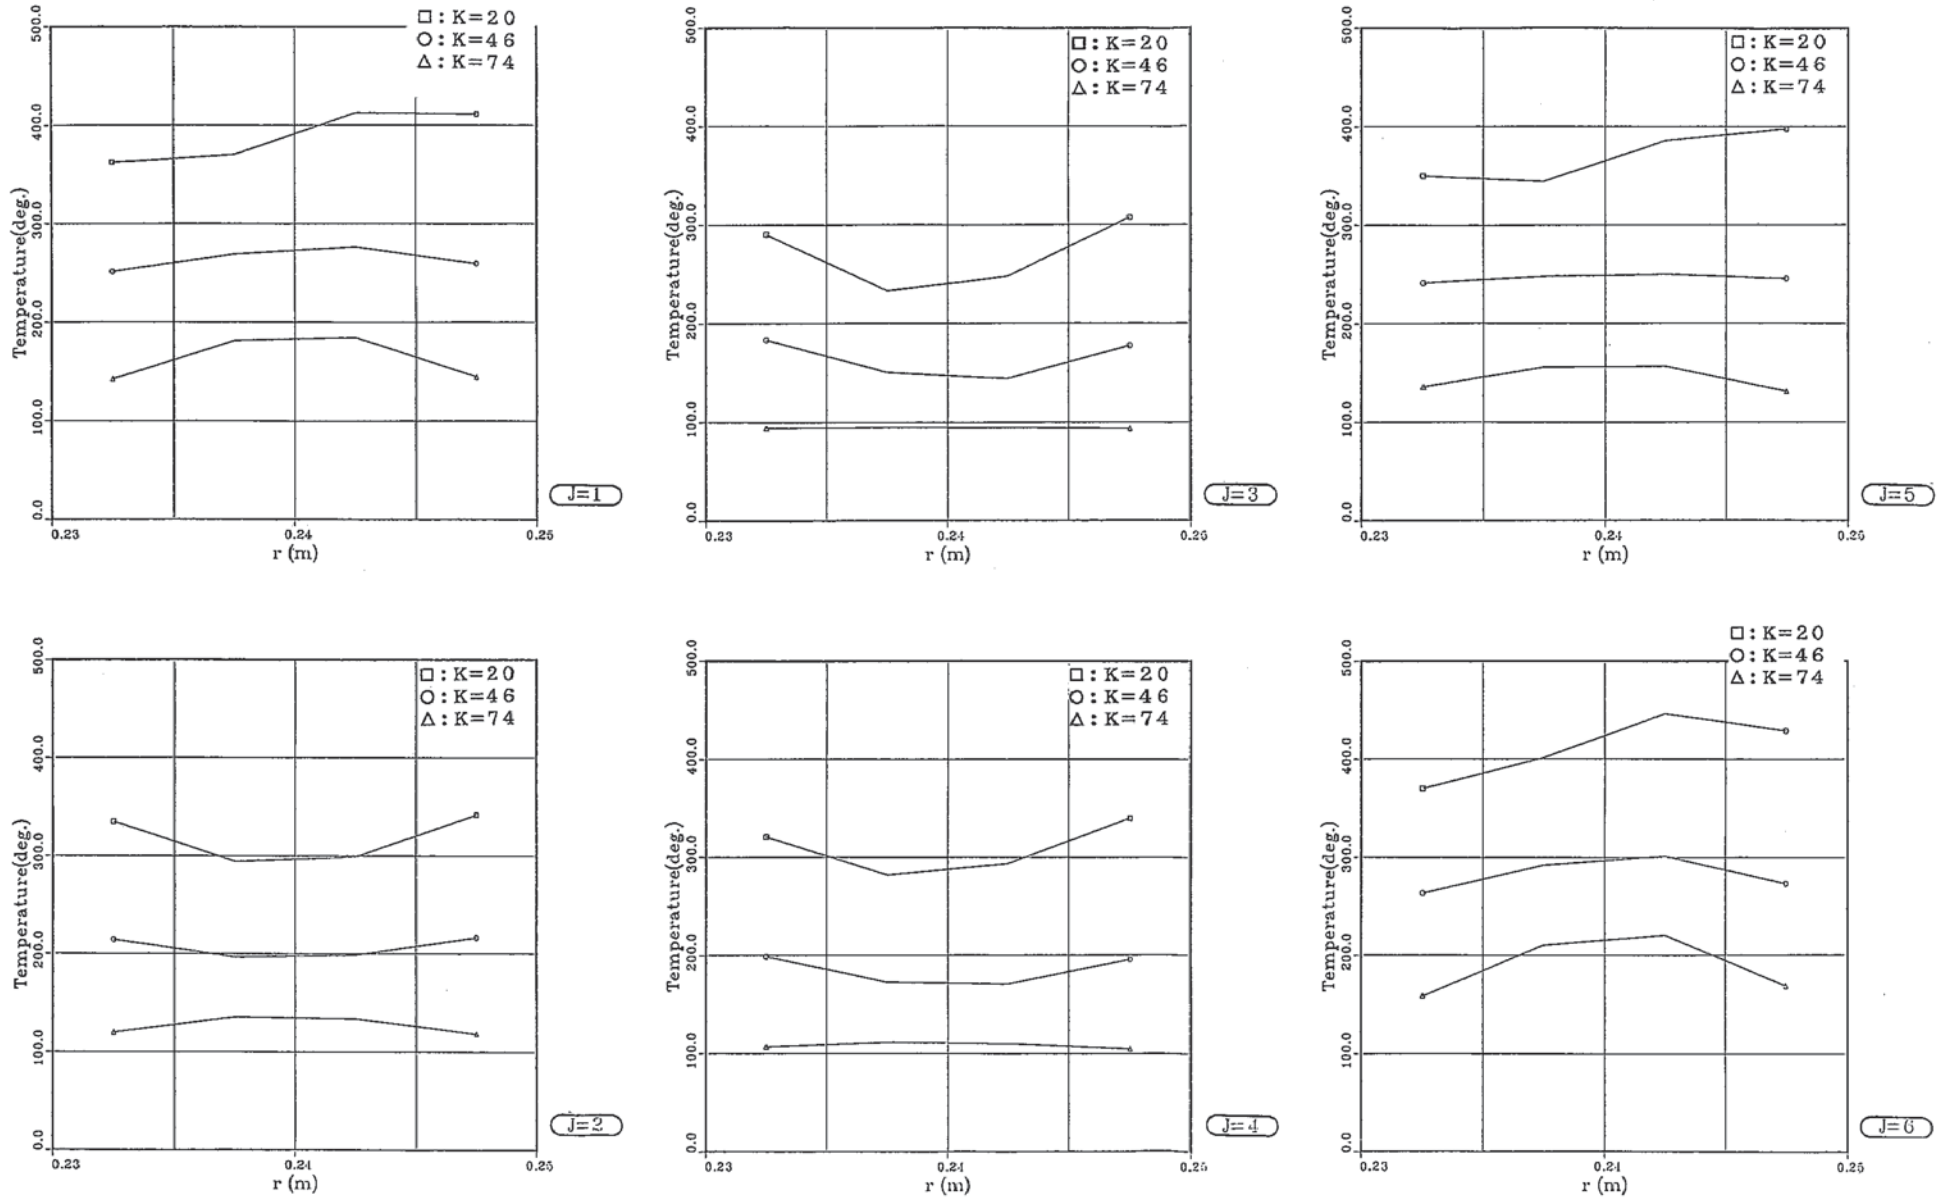 □: K=20
○: K=46
△: K=74
500.0
400.0
300.0
200.0
100.0
0.0
Temperature(deg.)
0.23
0.24
0.25
r (m)
J=1
□: K=20
○: K=46
△: K=74
500.0
400.0
300.0
200.0
100.0
0.0
Temperature(deg.)
0.23
0.24
0.25
r (m)
J=3
□: K=20
○: K=46
△: K=74
500.0
400.0
300.0
200.0
100.0
0.0
Temperature(deg.)
0.23
0.24
0.25
r (m)
J=5
□: K=20
○: K=46
△: K=74
500.0
400.0
300.0
200.0
100.0
0.0
Temperature(deg.)
0.23
0.24
0.25
r (m)
J=2
□: K=20
○: K=46
△: K=74
500.0
400.0
300.0
200.0
100.0
0.0
Temperature(deg.)
0.23
0.24
0.25
r (m)
J=4
□: K=20
○: K=46
△: K=74
500.0
400.0
300.0
200.0
100.0
0.0
Temperature(deg.)
0.23
0.24
0.25
r (m)
J=6